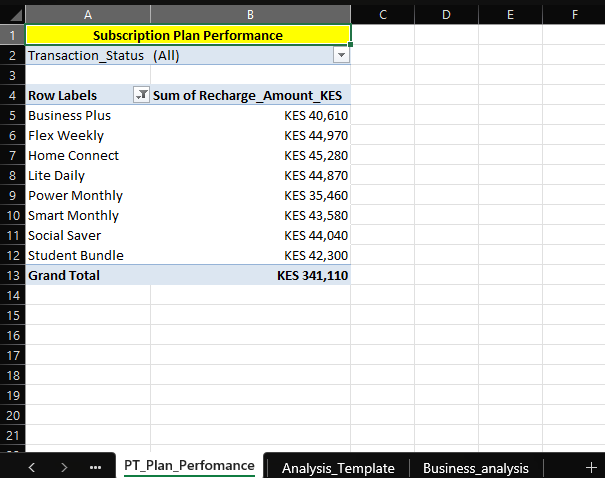 A B C D E F
1 Subscription Plan Performance
2 Transaction_Status (All)
3
4 Row Labels Sum of Recharge_Amount_KES
5 Business Plus KES 40,610
6 Flex Weekly KES 44,970
7 Home Connect KES 45,280
8 Lite Daily KES 44,870
9 Power Monthly KES 35,460
10 Smart Monthly KES 43,580
11 Social Saver KES 44,040
12 Student Bundle KES 42,300
13 Grand Total KES 341,110
14
15
16
17
18
19
20
21
PT_Plan_Perfomance Analysis_Template Business_analysis